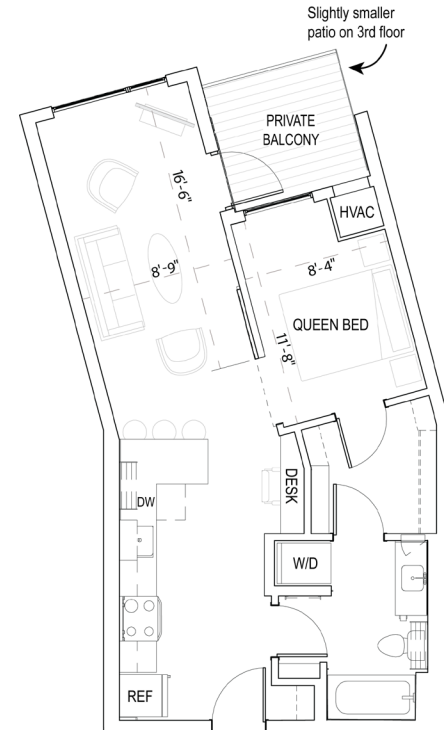 Slightly smaller
patio on 3rd floor
PRIVATE
BALCONY
16'-6"
HVAC
8'-9"
8'-4"
QUEEN BED
11'-8"
DESK
DW
W/D
REF